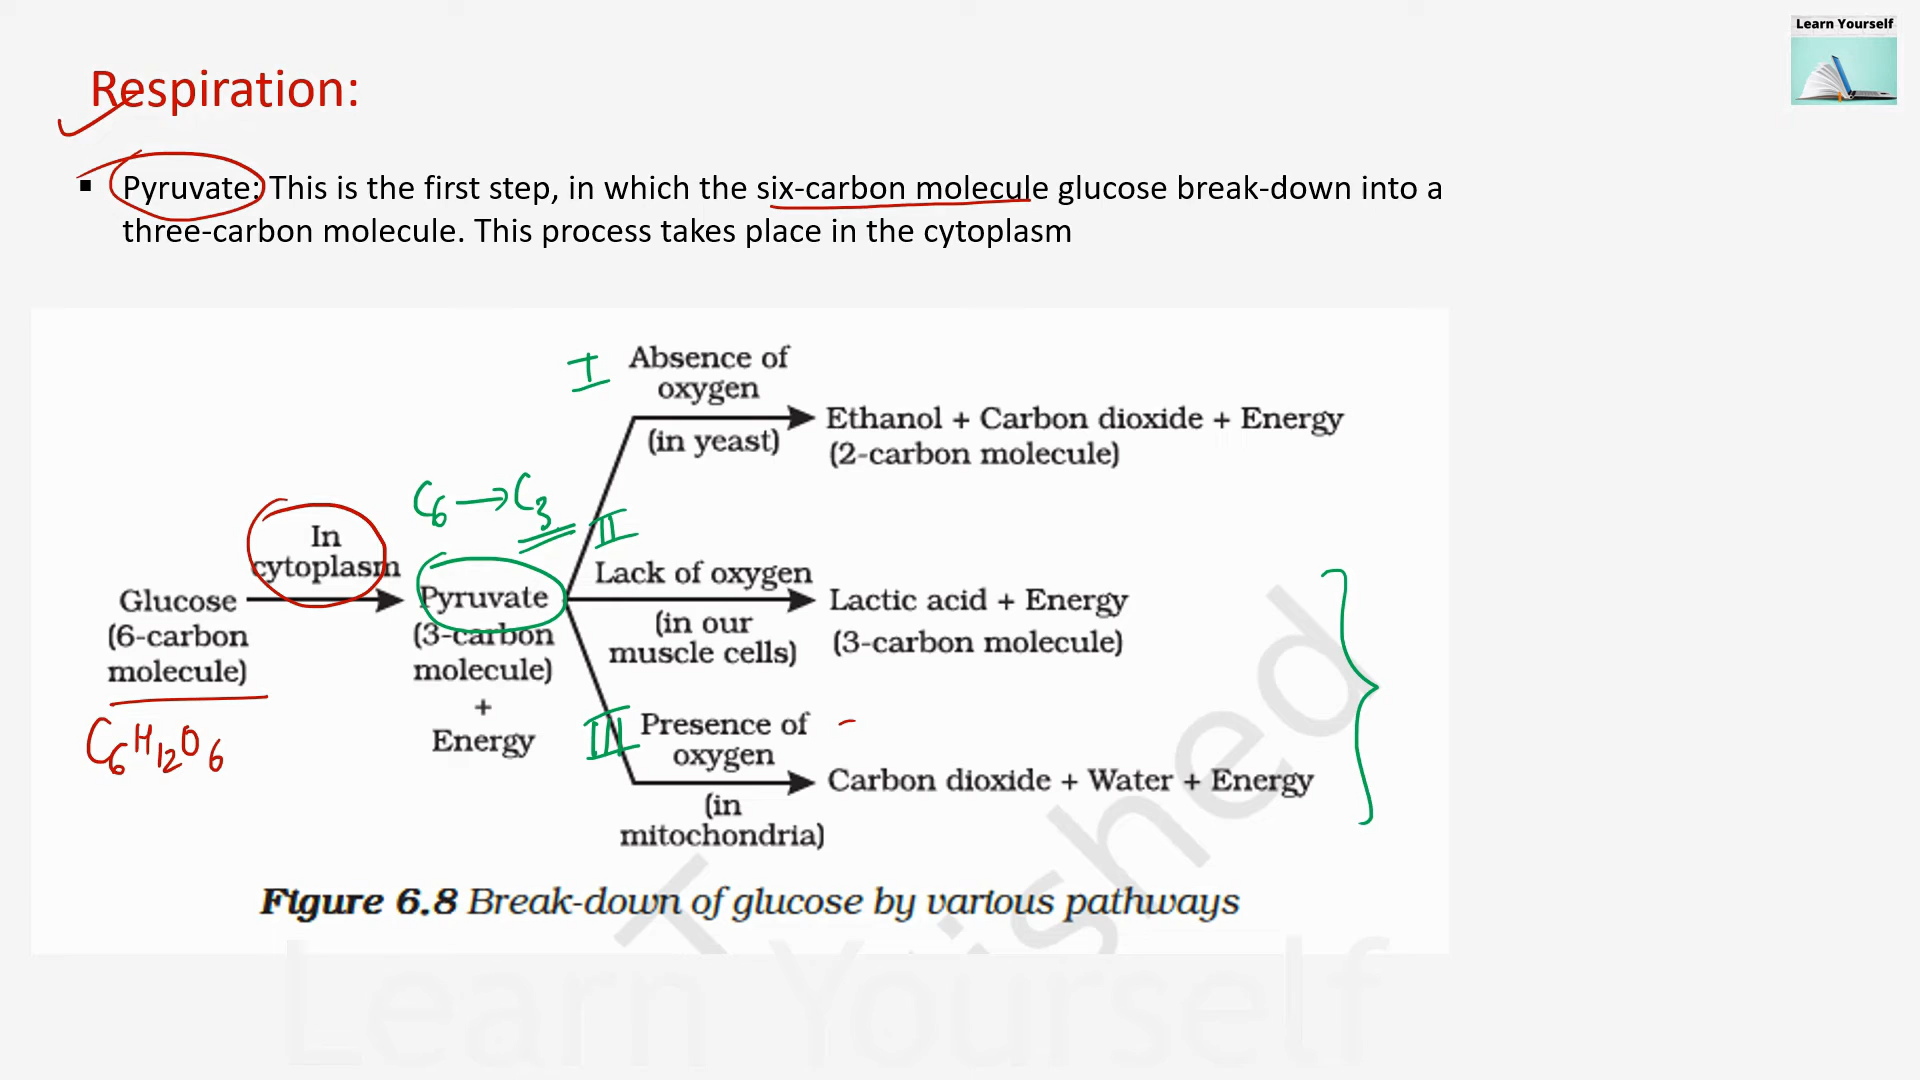 Learn Yourself
Respiration:
▪ Pyruvate: This is the first step, in which the six-carbon molecule glucose break-down into a
three-carbon molecule. This process takes place in the cytoplasm
I
Absence of
oxygen
(in yeast)
Ethanol + Carbon dioxide + Energy
(2-carbon molecule)
C6 → C3
II
In
cytoplasm
Glucose
(6-carbon
molecule)
C6H12O6
Pyruvate
(3-carbon
molecule)
+
Energy
Lack of oxygen
(in our
muscle cells)
Lactic acid + Energy
(3-carbon molecule)
III
Presence of
oxygen
(in
mitochondria)
Carbon dioxide + Water + Energy
Figure 6.8 Break-down of glucose by various pathways
Learn Yourself